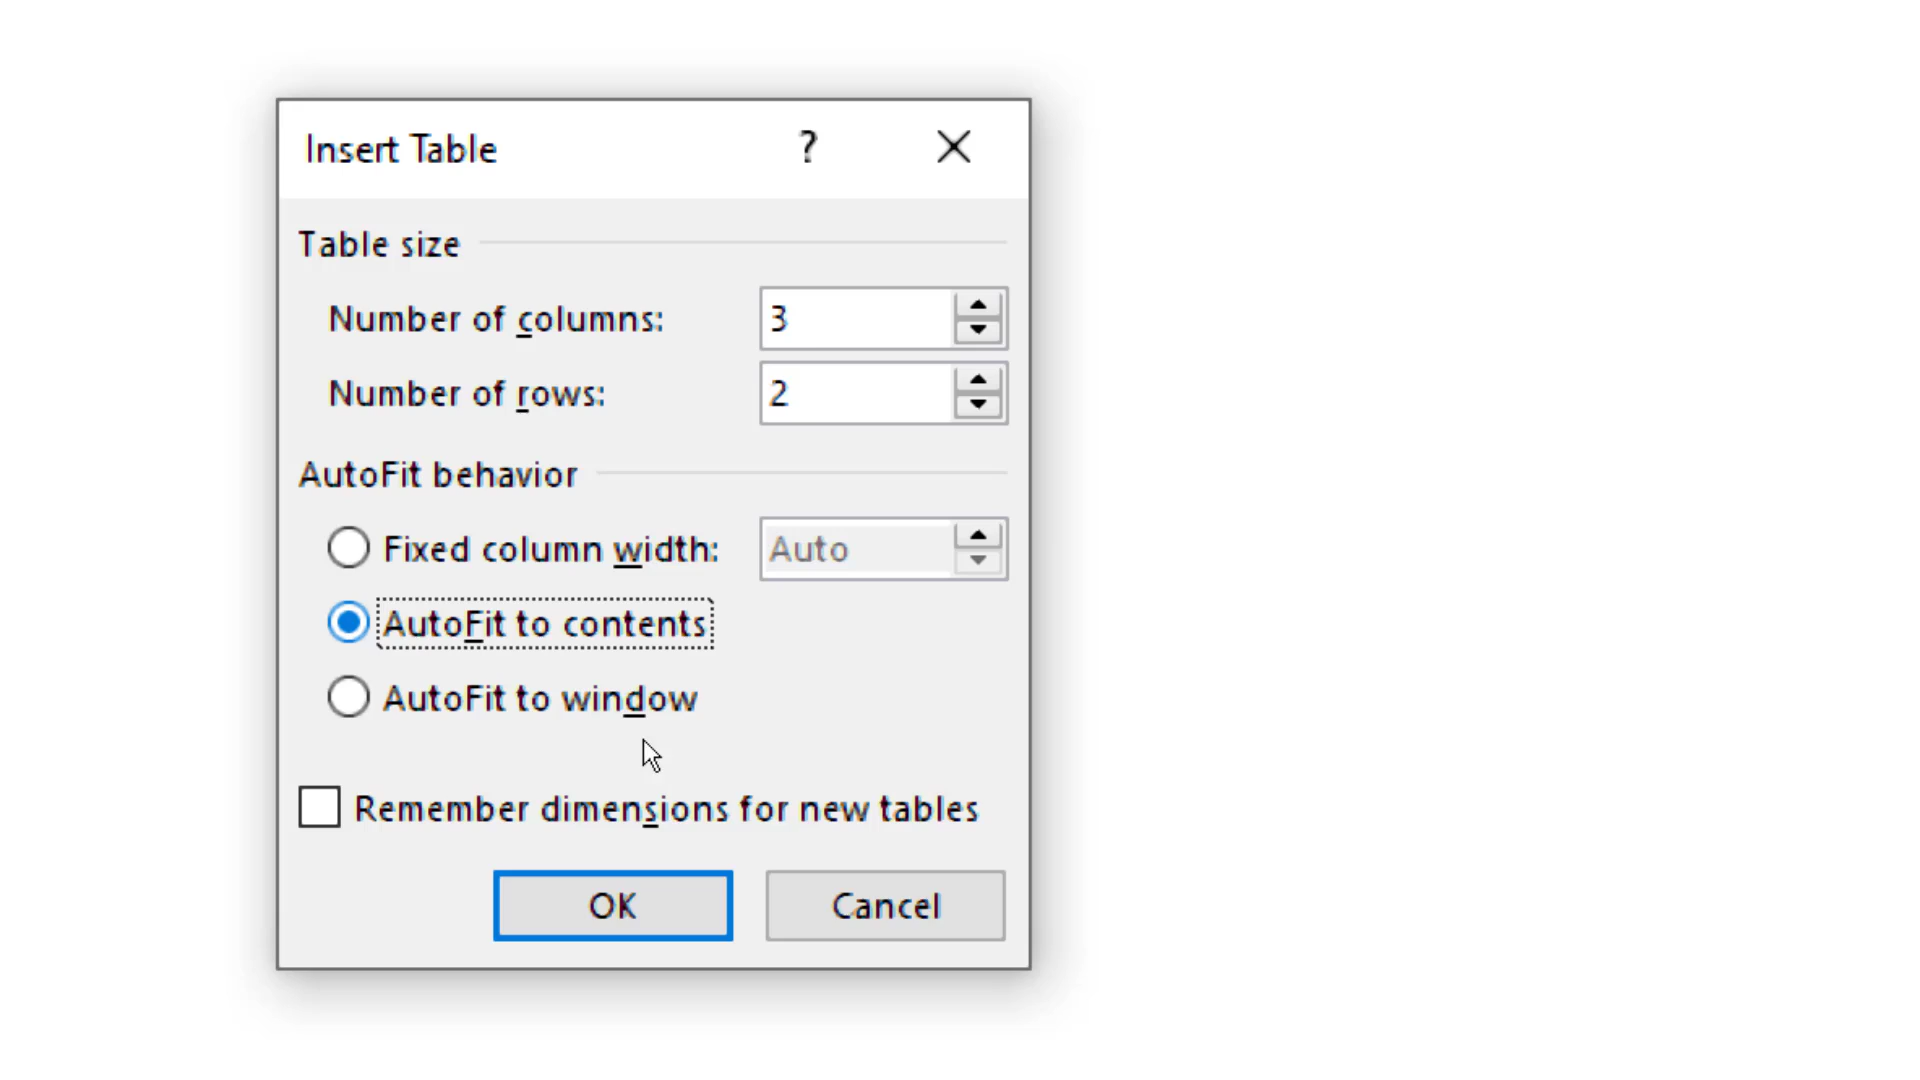 Insert Table ?
Table size
Number of columns: 3
Number of rows: 2
AutoFit behavior
Fixed column width: Auto
AutoFit to contents
AutoFit to window
Remember dimensions for new tables
OK Cancel